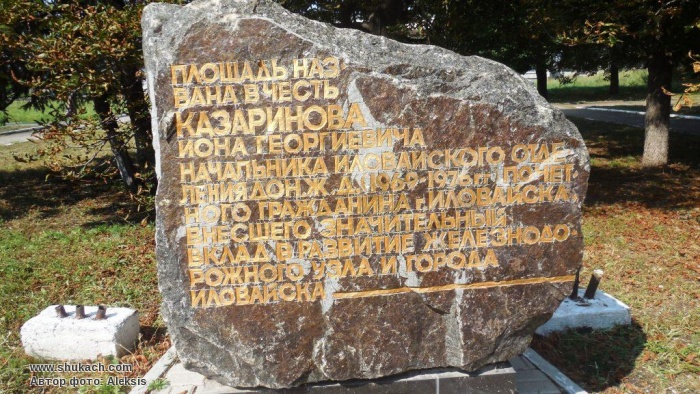 ПЛОЩАДЬ НАЗ-
РАНА В ЧЕСТЬ
КАЗАРИНОВА
ИОНА ГЕОРГИЕВИЧА
НАЧАЛЬНИКА ИЛОВАЙСКОГО ОТДЕ-
ЛЕНИЯ ДОН.Ж.Д. 1969-1976 г.г. ПОЧЕТ-
НОГО ГРАЖДАНИНА г. ИЛОВАЙСКА
ВНЕСШЕГО ЗНАЧИТЕЛЬНЫЙ
ВКЛАД В РАЗВИТИЕ ЖЕЛЕЗНОДО-
РОЖНОГО УЗЛА И ГОРОДА
ИЛОВАЙСКА
www.shukach.com
Автор фото: Aleksis